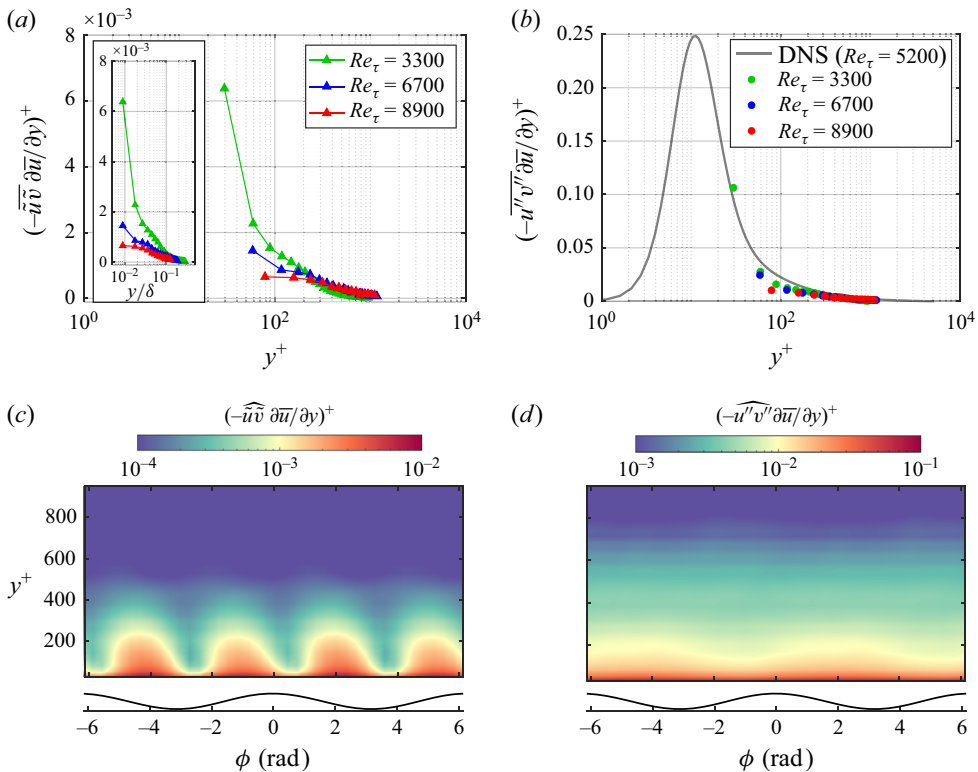 (a)
×10⁻³
8
6
4
2
0
(−ũṽ ∂u̅/∂y)⁺
10⁰
10²
10⁴
y⁺
×10⁻³
8
6
4
2
0
10⁻²
10⁻¹
y/δ
Re_τ = 3300
Re_τ = 6700
Re_τ = 8900
(b)
0.25
0.20
0.15
0.10
0.05
0
(−u″v″ ∂u̅/∂y)⁺
10⁰
10²
10⁴
y⁺
DNS (Re_τ = 5200)
Re_τ = 3300
Re_τ = 6700
Re_τ = 8900
(c)
(−ũṽ ∂u̅/∂y)⁺
10⁻⁴
10⁻³
10⁻²
y⁺
800
600
400
200
−6 −4 −2 0 2 4 6
ϕ (rad)
(d)
(−u″v″∂u̅/∂y)⁺
10⁻³
10⁻²
10⁻¹
−6 −4 −2 0 2 4 6
ϕ (rad)